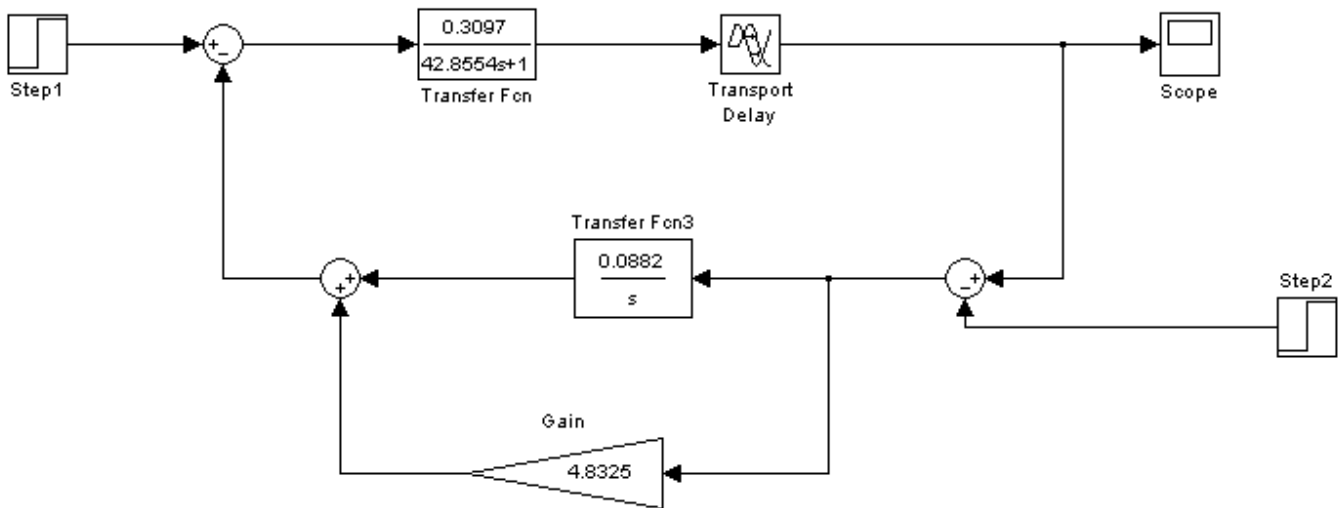 +
−
0.3097
42.8554s+1
Step1
Transfer Fcn
Transport
Delay
Scope
Transfer Fcn3
0.0882
s
+
+
−
+
Step2
Gain
4.8325